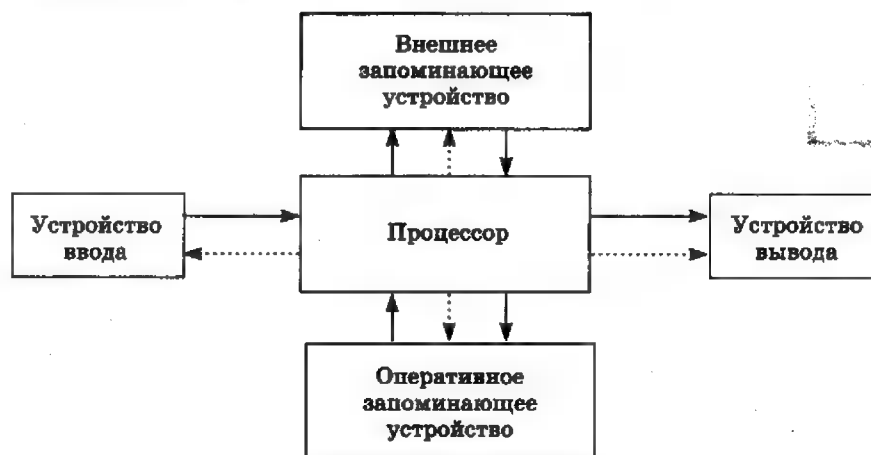 Внешнее
запоминающее
устройство
Устройство
ввода
Процессор
Устройство
вывода
Оперативное
запоминающее
устройство